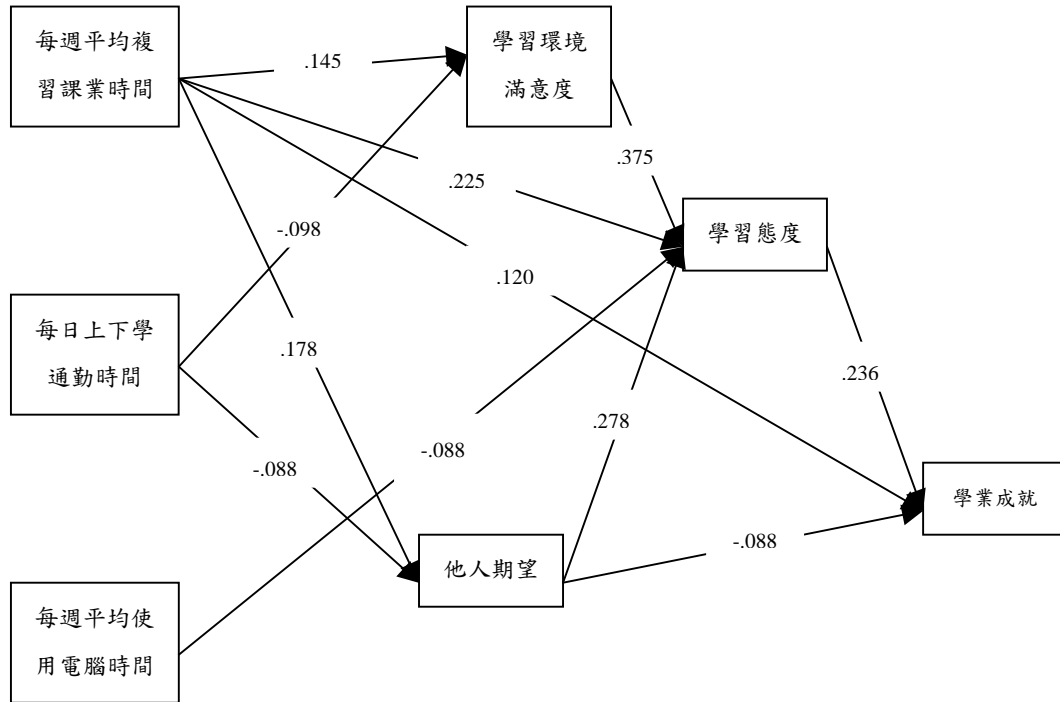 每週平均複
習課業時間
學習環境
滿意度
.145
.375
.225
學習態度
-.098
.120
每日上下學
通勤時間
.178
.236
.278
-.088
-.088
學業成就
他人期望
-.088
每週平均使
用電腦時間